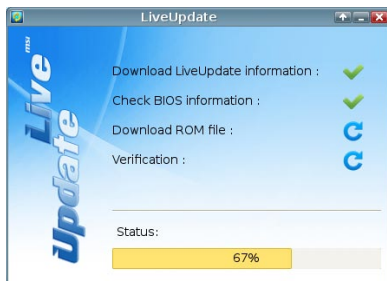 LiveUpdate
msi
Live
Update
Download LiveUpdate information :
Check BIOS information :
Download ROM file :
Verification :
Status:
67%